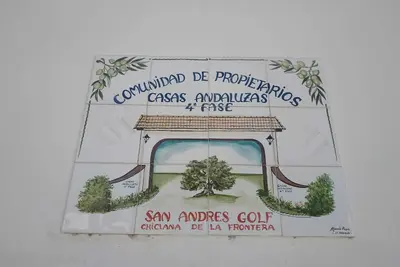 COMUNIDAD DE PROPIETARIOS
CASAS ANDALUZAS
4ª FASE
SAN ANDRES GOLF
CHICLANA DE LA FRONTERA